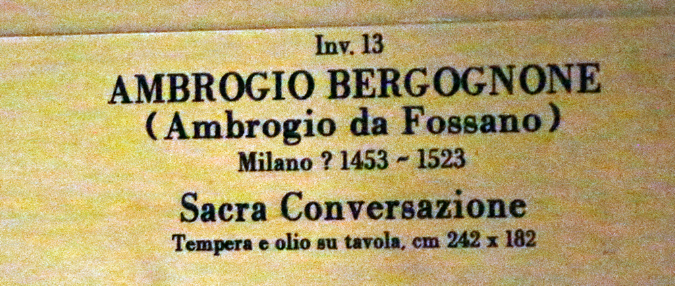 Inv. 13
AMBROGIO BERGOGNONE
(Ambrogio da Fossano)
Milano ? 1453 ~ 1523
Sacra Conversazione
Tempera e olio su tavola, cm 242 x 182